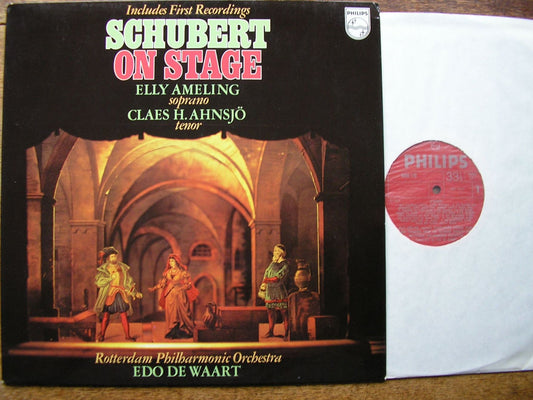 Includes First Recordings
SCHUBERT
ON STAGE
ELLY AMELING
soprano
CLAES H. AHNSJÖ
tenor
PHILIPS
Rotterdam Philharmonic Orchestra
EDO DE WAART
PHILIPS
33⅓